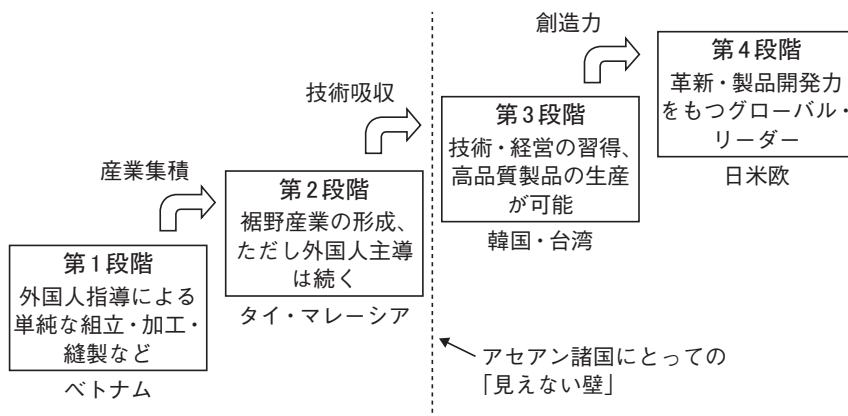 創造力
第4段階
革新・製品開発力
をもつグローバル・
リーダー
日米欧
技術吸収
第3段階
技術・経営の習得、
高品質製品の生産
が可能
韓国・台湾
産業集積
第2段階
裾野産業の形成、
ただし外国人主導
は続く
タイ・マレーシア
第1段階
外国人指導による
単純な組立・加工・
縫製など
ベトナム
アセアン諸国にとっての
「見えない壁」